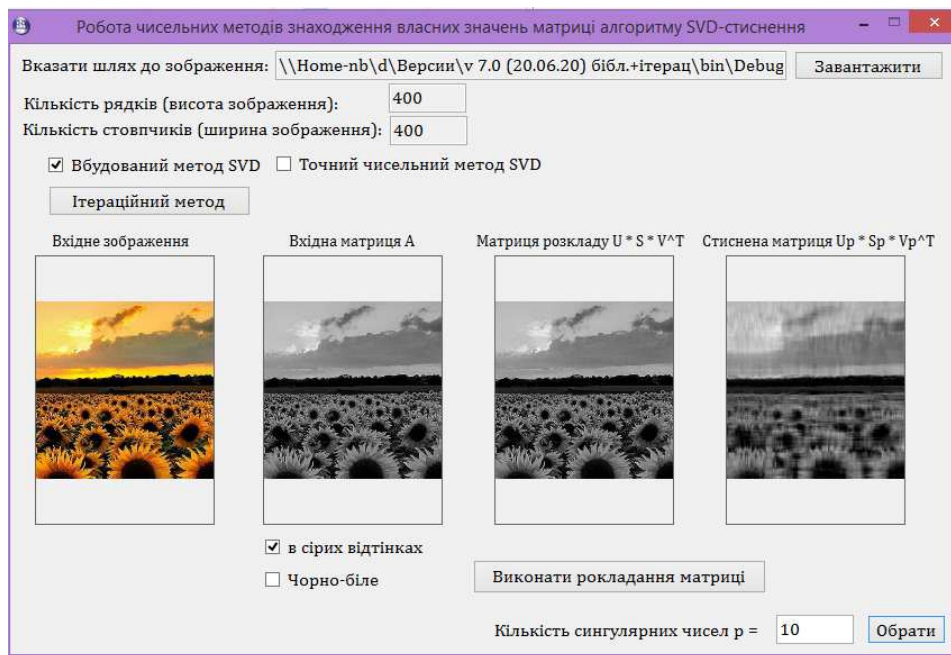 Робота чисельних методів знаходження власних значень матриці алгоритму SVD-стиснення
Вказати шлях до зображення: \\Home-nb\d\Версии\v 7.0 (20.06.20) бібл.+ітерац\bin\Debug Завантажити
Кількість рядків (висота зображення): 400
Кількість стовпчиків (ширина зображення): 400
Вбудований метод SVD Точний чисельний метод SVD
Ітераційний метод
Вхідне зображення Вхідна матриця А Матриця розкладу U * S * V^T Стиснена матриця Up * Sp * Vp^T
в сірих відтінках
Чорно-біле Виконати рокладання матриці
Кількість сингулярних чисел p = 10 Обрати